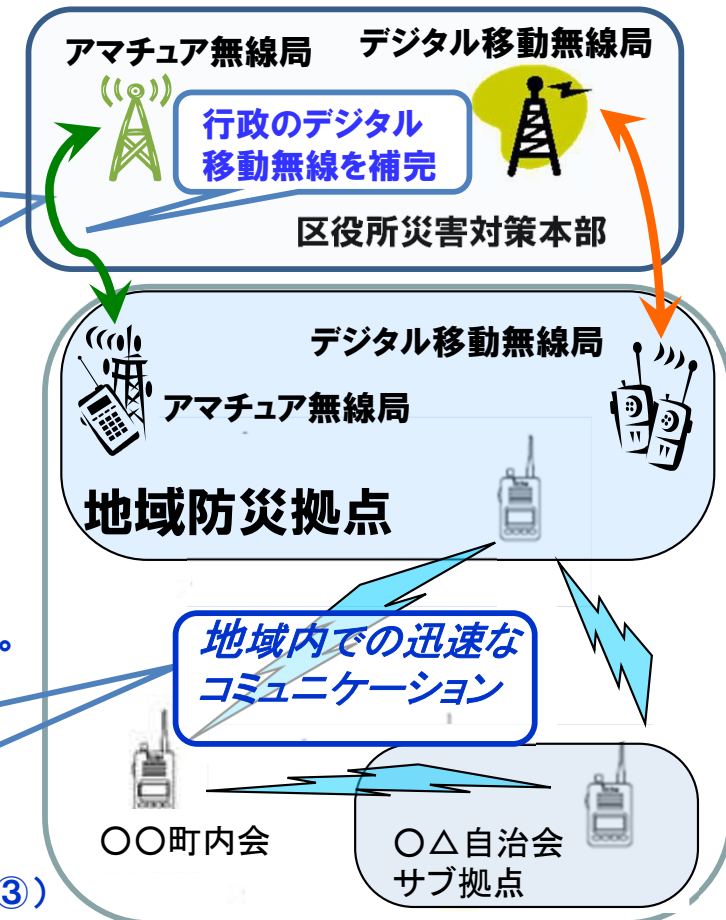 アマチュア無線局
デジタル移動無線局
行政のデジタル
移動無線を補完
区役所災害対策本部
デジタル移動無線局
アマチュア無線局
地域防災拠点
。
地域内での迅速な
コミュニケーション
〇〇町内会
〇△自治会
サブ拠点
③）